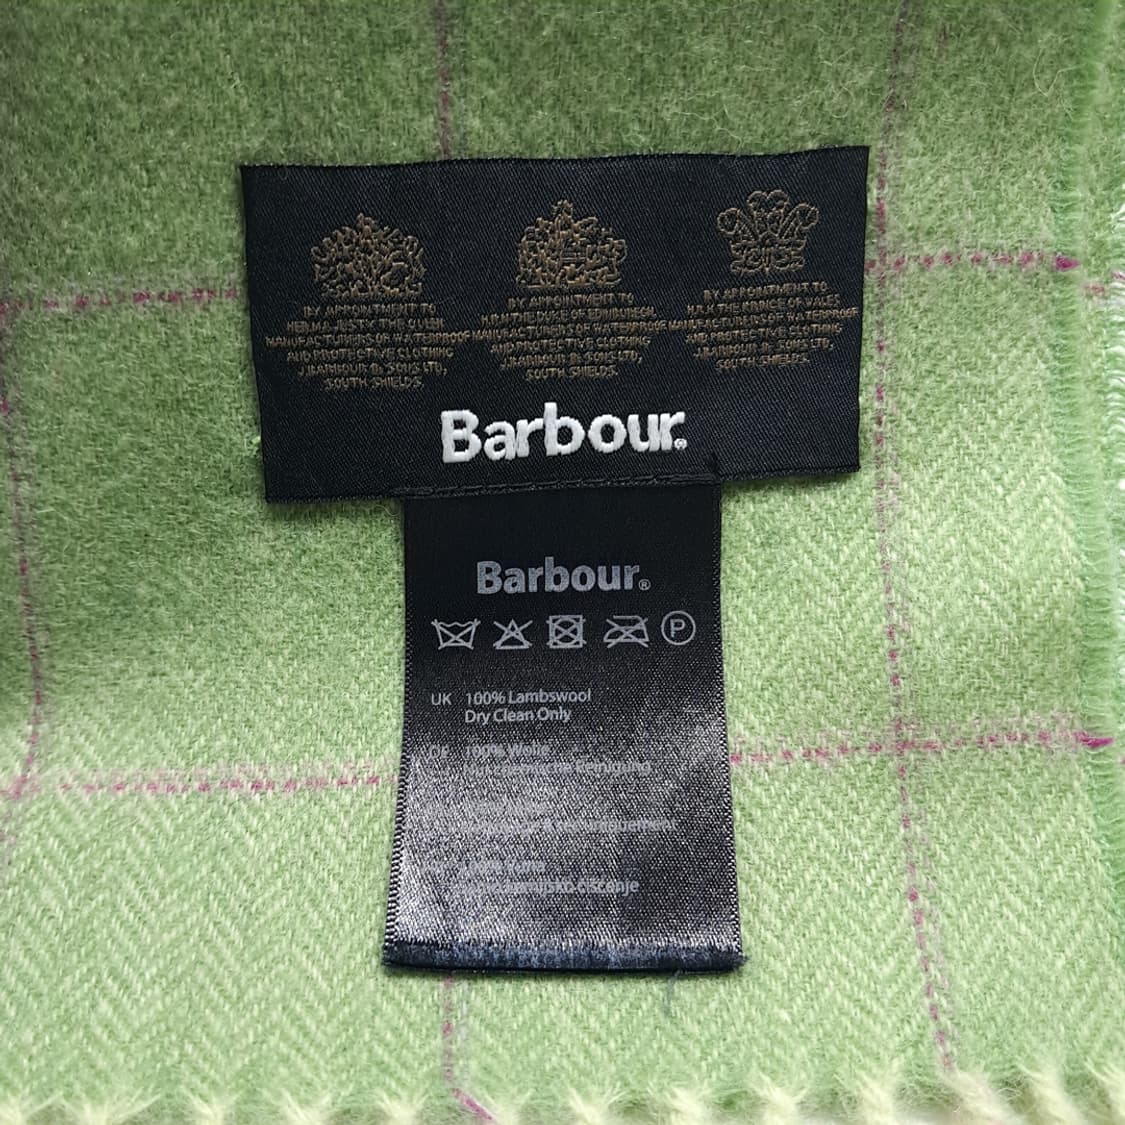 BY APPOINTMENT TO
HER MAJESTY THE QUEEN
MANUFACTURERS OF WATERPROOF
AND PROTECTIVE CLOTHING
J.BARBOUR & SONS LTD,
SOUTH SHIELDS.
BY APPOINTMENT TO
H.R.H. THE DUKE OF EDINBURGH
MANUFACTURERS OF WATERPROOF
AND PROTECTIVE CLOTHING
J.BARBOUR & SONS LTD,
SOUTH SHIELDS.
BY APPOINTMENT TO
H.R.H. THE PRINCE OF WALES
MANUFACTURERS OF WATERPROOF
AND PROTECTIVE CLOTHING
J.BARBOUR & SONS LTD,
SOUTH SHIELDS.
Barbour®
Barbour®
P
UK 100% Lambswool
Dry Clean Only
100% Wolle
Reinigung
čiščenje